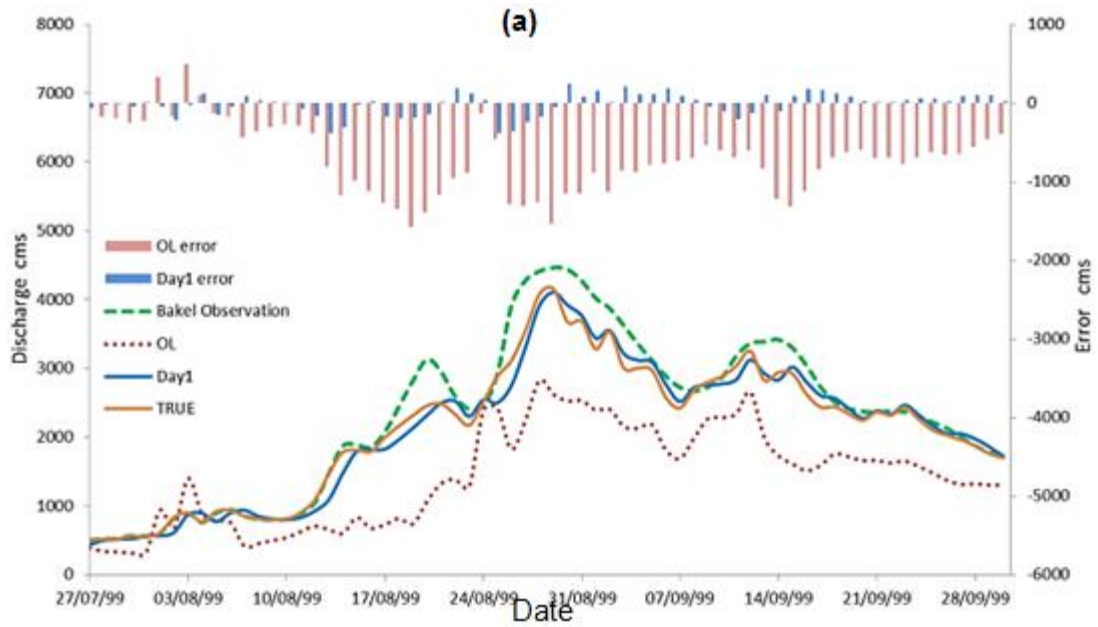 (a)
8000
7000
6000
5000
4000
3000
2000
1000
0
Discharge cms
1000
0
-1000
-2000
-3000
-4000
-5000
-6000
Error cms
OL error
Day1 error
Bakel Observation
OL
Day1
TRUE
27/07/99 03/08/99 10/08/99 17/08/99 24/08/99 31/08/99 07/09/99 14/09/99 21/09/99 28/09/99
Date